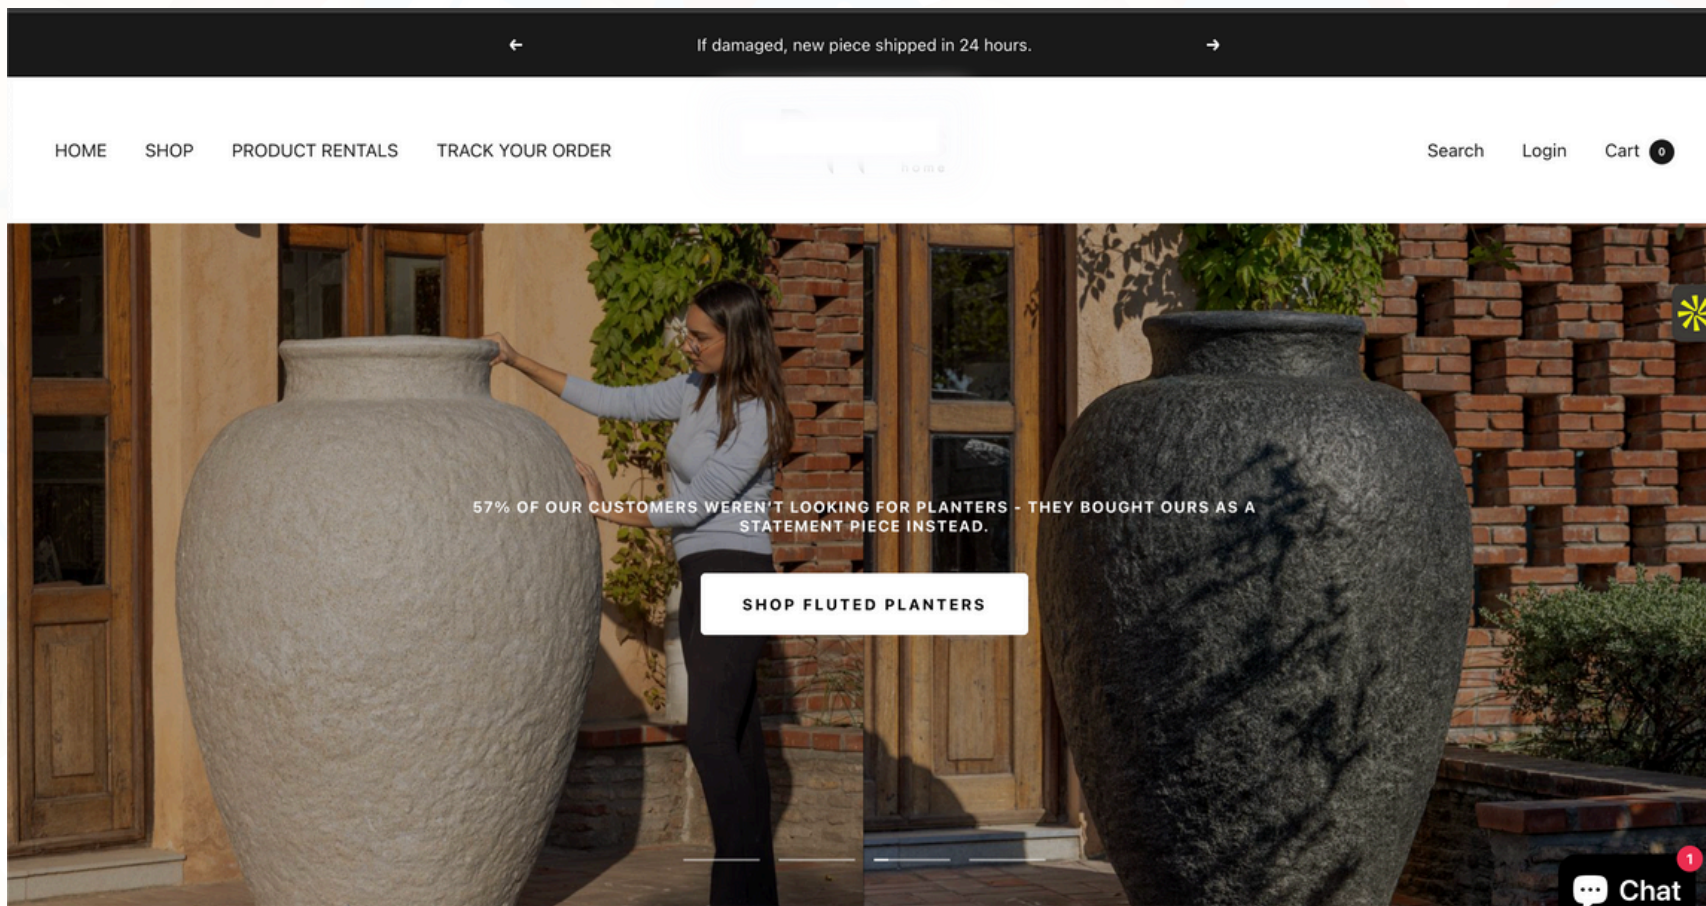 If damaged, new piece shipped in 24 hours.
HOME SHOP PRODUCT RENTALS TRACK YOUR ORDER
home
Search Login Cart 0
57% OF OUR CUSTOMERS WEREN'T LOOKING FOR PLANTERS - THEY BOUGHT OURS AS A
STATEMENT PIECE INSTEAD.
SHOP FLUTED PLANTERS
1
Chat